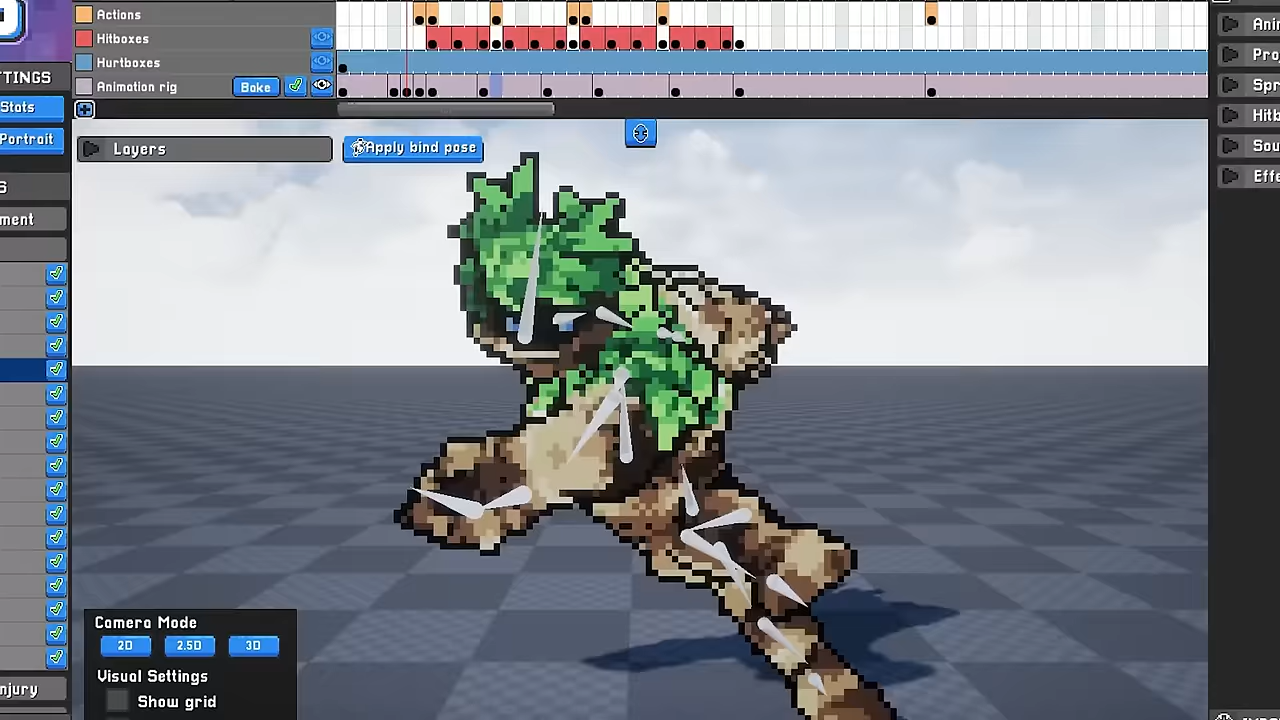 Actions
Hitboxes
Hurtboxes
Animation rig
Bake
TTINGS
Stats
Portrait
S
ment
njury
Layers
Apply bind pose
Camera Mode
2D
2.5D
3D
Visual Settings
Show grid
Ani
Pro
Spr
Hitb
Sou
Effe